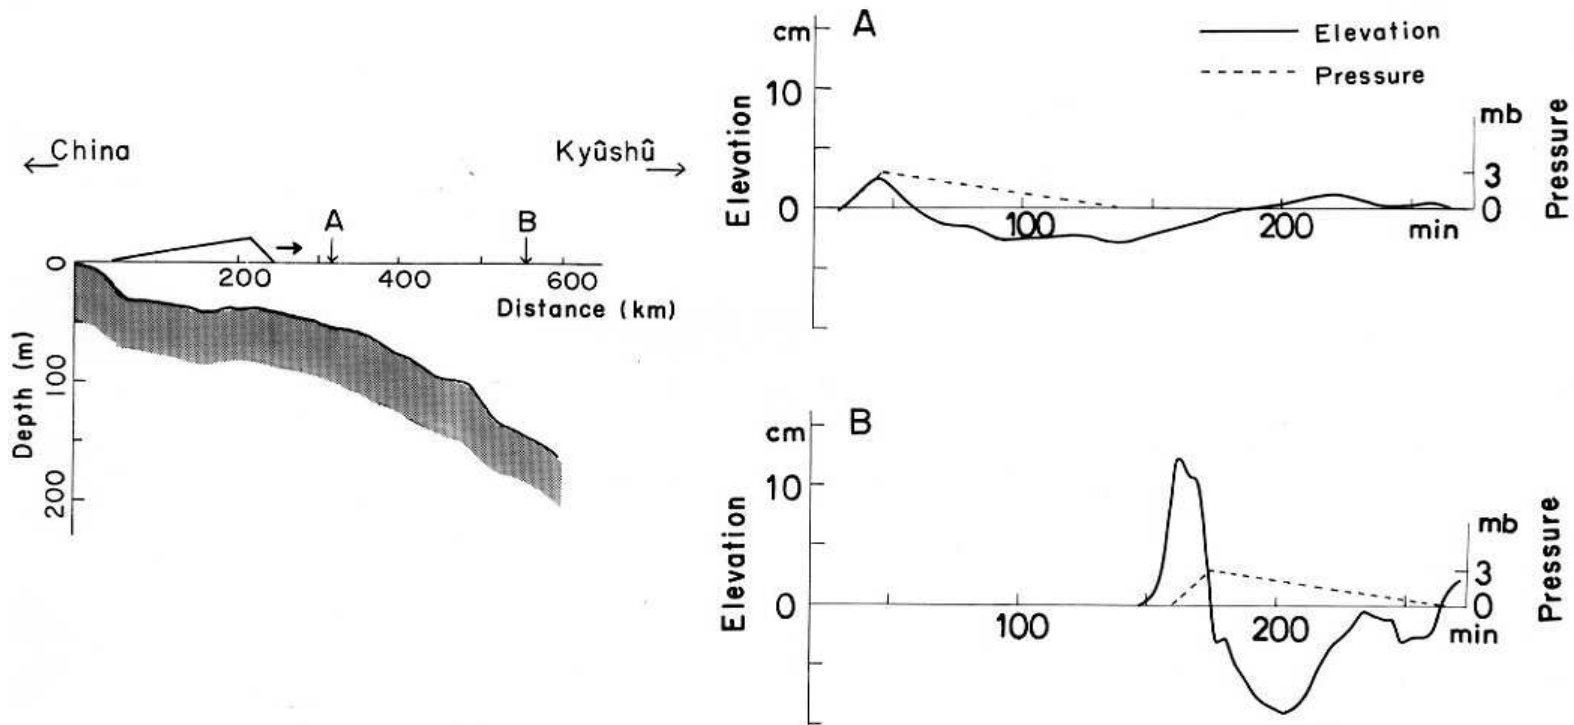 ← China
Kyûshû →
A
B
0
200
400
600
Distance (km)
100
200
Depth (m)
A
cm
10
0
Elevation
Elevation
Pressure
mb
3
0
Pressure
100
200
min
B
cm
10
0
Elevation
mb
3
0
Pressure
100
200
min